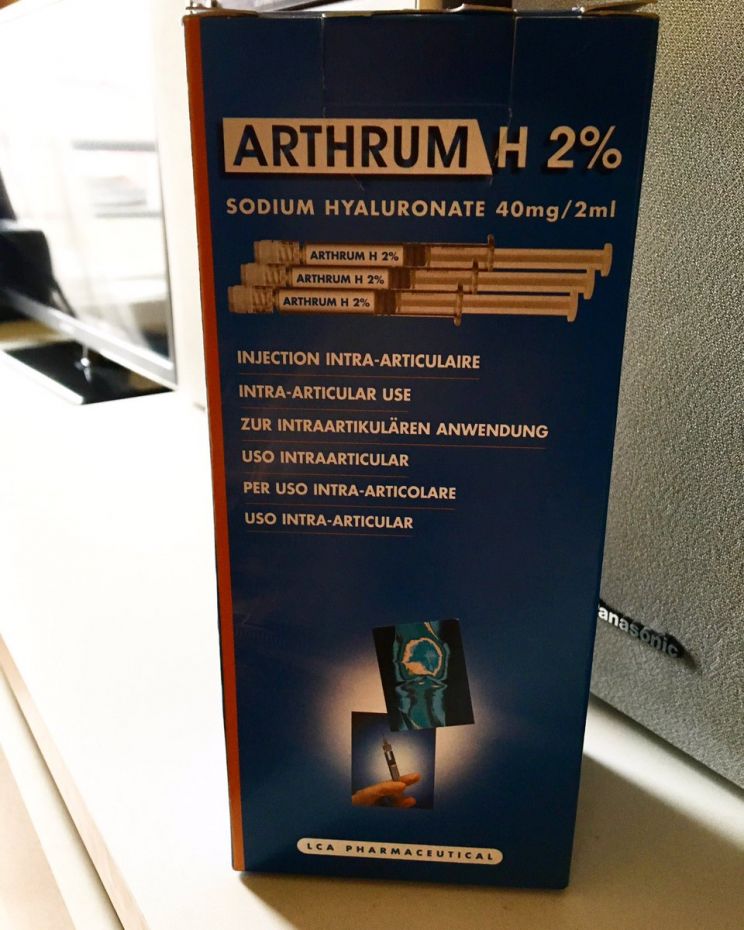 ARTHRUM H 2%
SODIUM HYALURONATE 40mg/2ml
ARTHRUM H 2%
ARTHRUM H 2%
ARTHRUM H 2%
INJECTION INTRA-ARTICULAIRE
INTRA-ARTICULAR USE
ZUR INTRAARTIKULÄREN ANWENDUNG
USO INTRAARTICULAR
PER USO INTRA-ARTICOLARE
USO INTRA-ARTICULAR
Panasonic
LCA PHARMACEUTICAL